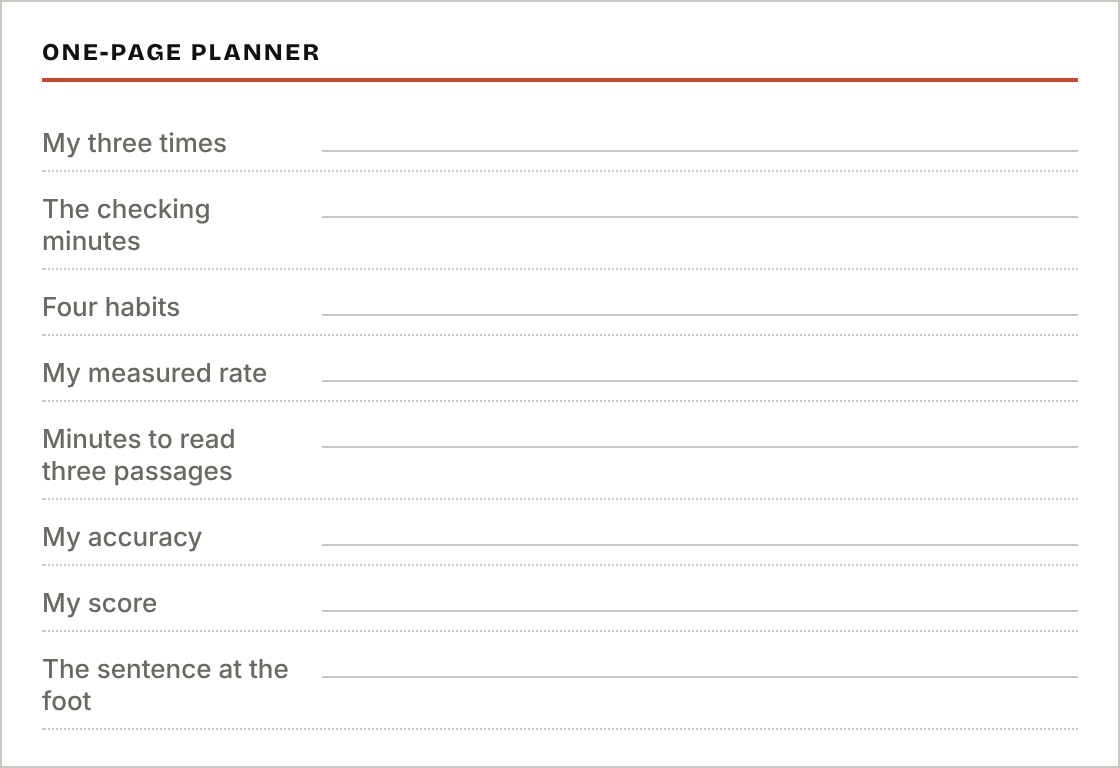 ONE-PAGE PLANNER
My three times
The checking
minutes
Four habits
My measured rate
Minutes to read
three passages
My accuracy
My score
The sentence at the
foot